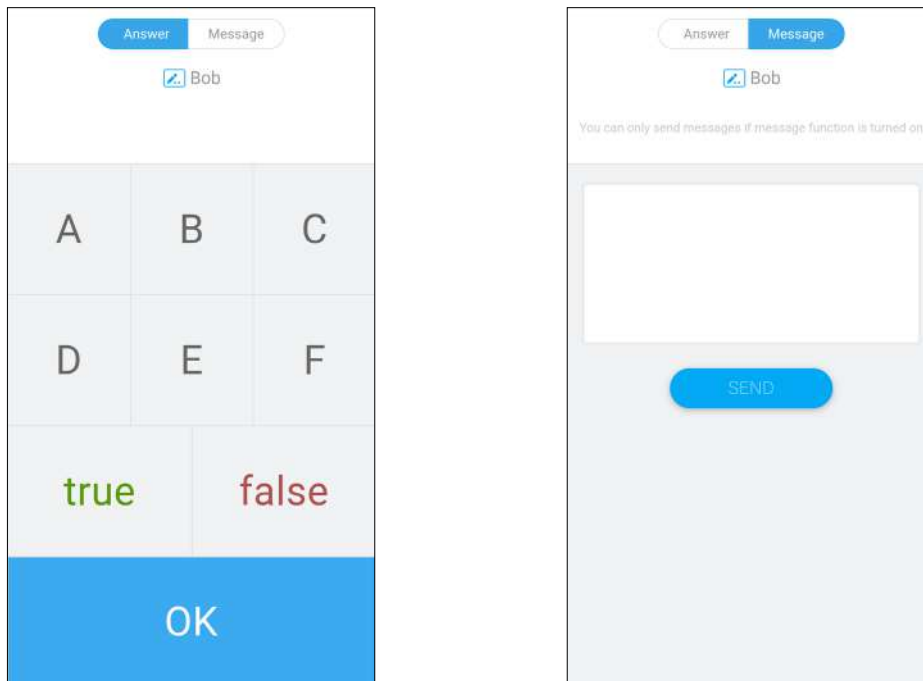 Answer Message
Bob
A B C
D E F
true false
OK
Answer Message
Bob
You can only send messages if message function is turned on
SEND